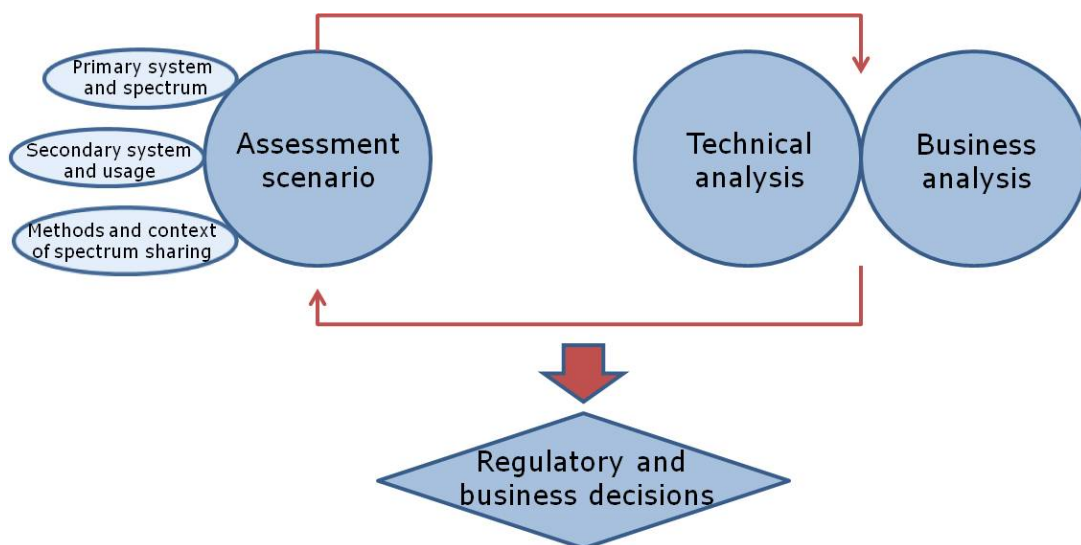 Primary system
and spectrum
Secondary system
and usage
Methods and context
of spectrum sharing
Assessment
scenario
Technical
analysis
Business
analysis
Regulatory and
business decisions